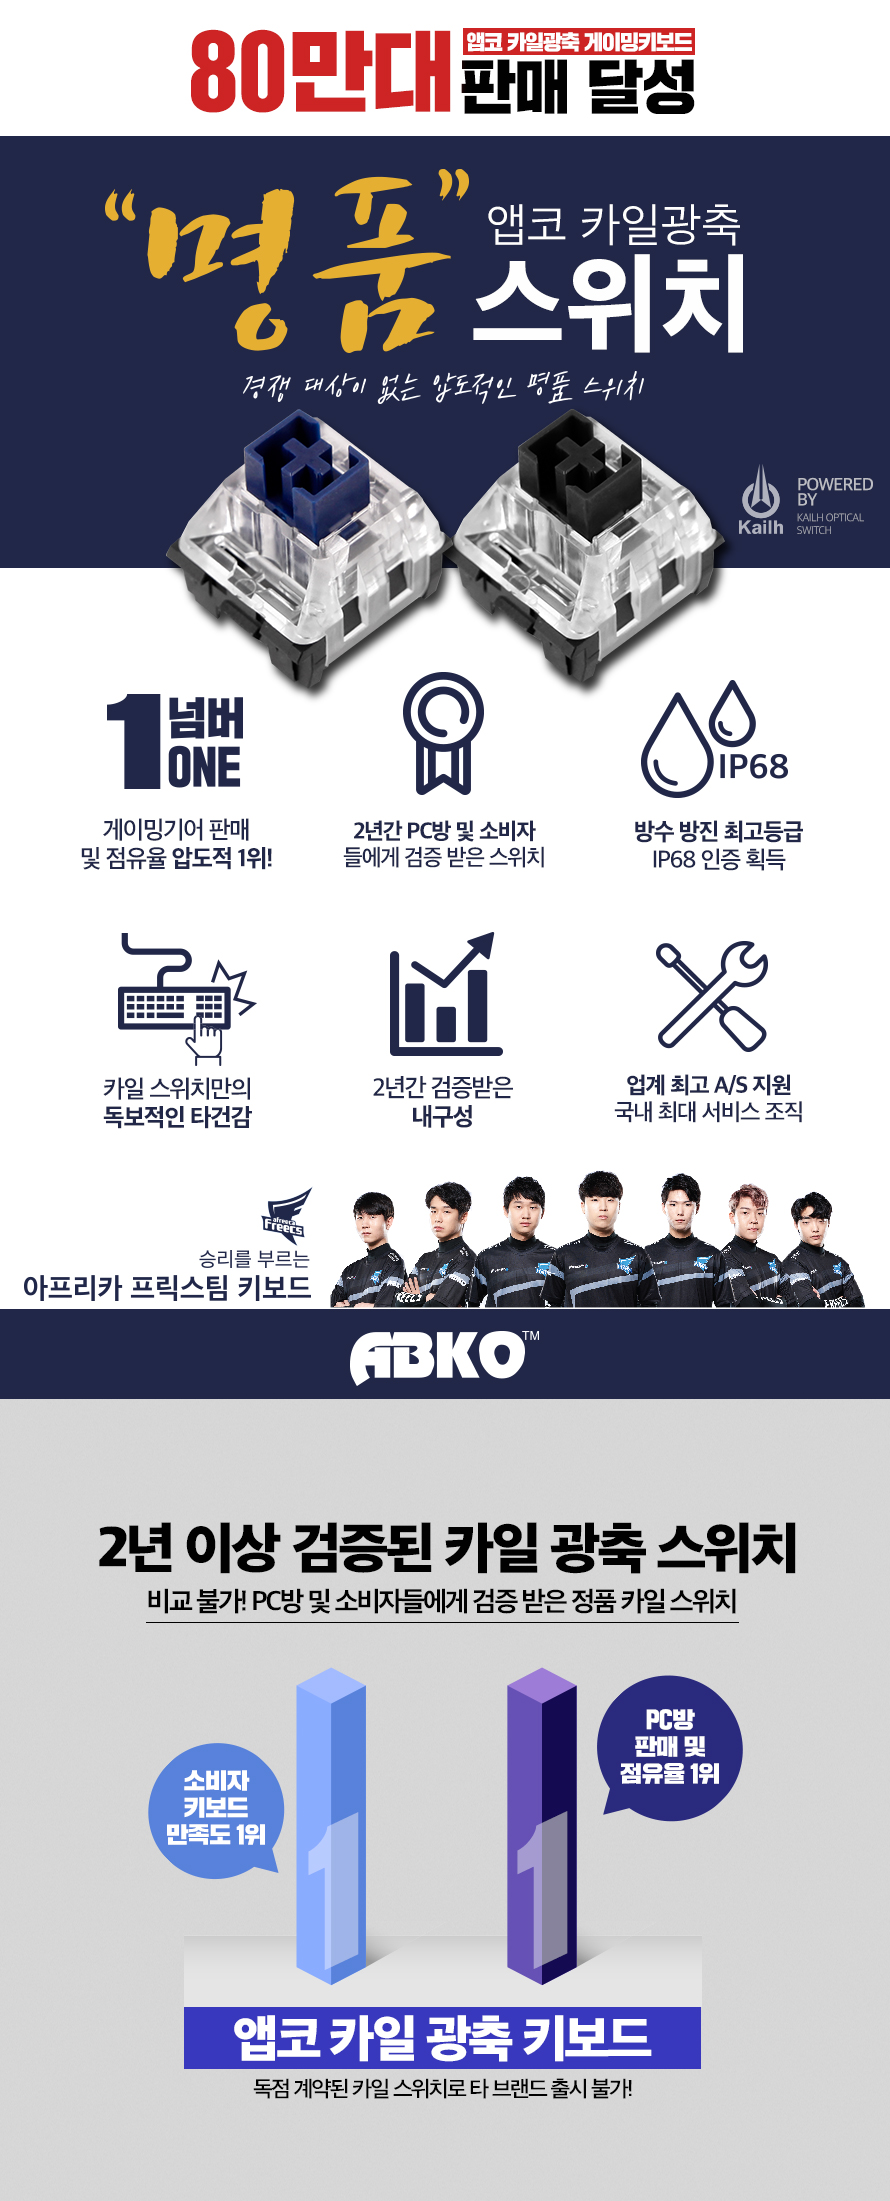 80만대
앱코 카일광축 게이밍키보드
판매 달성
“명품”
앱코 카일광축
스위치
경쟁 대상이 없는 압도적인 명품 스위치
Kailh
POWERED
BY
KAILH OPTICAL
SWITCH
1 넘버
ONE
게이밍기어 판매
및 점유율 압도적 1위!
2년간 PC방 및 소비자
들에게 검증 받은 스위치
IP68
방수 방진 최고등급
IP68 인증 획득
카일 스위치만의
독보적인 타건감
2년간 검증받은
내구성
업계 최고 A/S 지원
국내 최대 서비스 조직
afreeca
Freecs
승리를 부르는
아프리카 프릭스팀 키보드
ABKO™
2년 이상 검증된 카일 광축 스위치
비교 불가! PC방 및 소비자들에게 검증 받은 정품 카일 스위치
소비자
키보드
만족도 1위
PC방
판매 및
점유율 1위
1
1
앱코 카일 광축 키보드
독점 계약된 카일 스위치로 타 브랜드 출시 불가!